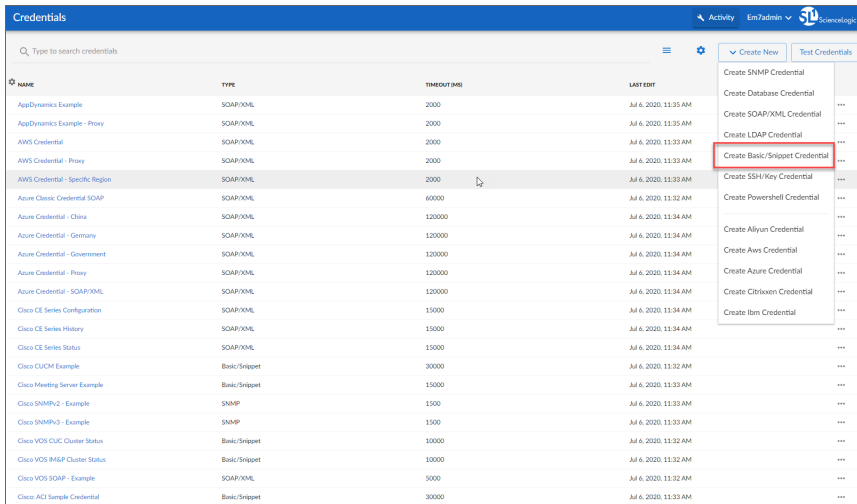 Credentials Activity Em7admin SL1 ScienceLogic
Type to search credentials Create New Test Credentials
NAME TYPE TIMEOUT (MS) LAST EDIT
AppDynamics Example SOAP/XML 2000 Jul 6, 2020, 11:35 AM ...
AppDynamics Example - Proxy SOAP/XML 2000 Jul 6, 2020, 11:35 AM ...
AWS Credential SOAP/XML 2000 Jul 6, 2020, 11:33 AM ...
AWS Credential - Proxy SOAP/XML 2000 Jul 6, 2020, 11:33 AM ...
AWS Credential - Specific Region SOAP/XML 2000 Jul 6, 2020, 11:33 AM ...
Azure Classic Credential SOAP SOAP/XML 60000 Jul 6, 2020, 11:32 AM ...
Azure Credential - China SOAP/XML 120000 Jul 6, 2020, 11:34 AM ...
Azure Credential - Germany SOAP/XML 120000 Jul 6, 2020, 11:34 AM ...
Azure Credential - Government SOAP/XML 120000 Jul 6, 2020, 11:34 AM ...
Azure Credential - Proxy SOAP/XML 120000 Jul 6, 2020, 11:34 AM ...
Azure Credential - SOAP/XML SOAP/XML 120000 Jul 6, 2020, 11:34 AM ...
Cisco CE Series Configuration SOAP/XML 15000 Jul 6, 2020, 11:34 AM ...
Cisco CE Series History SOAP/XML 15000 Jul 6, 2020, 11:34 AM ...
Cisco CE Series Status SOAP/XML 15000 Jul 6, 2020, 11:34 AM ...
Cisco CUCM Example Basic/Snippet 30000 Jul 6, 2020, 11:32 AM ...
Cisco Meeting Server Example Basic/Snippet 15000 Jul 6, 2020, 11:33 AM ...
Cisco SNMPv2 - Example SNMP 1500 Jul 6, 2020, 11:33 AM ...
Cisco SNMPv3 - Example SNMP 1500 Jul 6, 2020, 11:33 AM ...
Cisco VOS CUC Cluster Status Basic/Snippet 10000 Jul 6, 2020, 11:32 AM ...
Cisco VOS IM&P Cluster Status Basic/Snippet 10000 Jul 6, 2020, 11:32 AM ...
Cisco VOS SOAP - Example SOAP/XML 5000 Jul 6, 2020, 11:32 AM ...
Cisco: ACI Sample Credential Basic/Snippet 30000 Jul 6, 2020, 11:33 AM ...
Create SNMP Credential
Create Database Credential
Create SOAP/XML Credential
Create LDAP Credential
Create Basic/Snippet Credential
Create SSH/Key Credential
Create Powershell Credential
Create Aliyun Credential
Create Aws Credential
Create Azure Credential
Create Citrixxen Credential
Create Ibm Credential